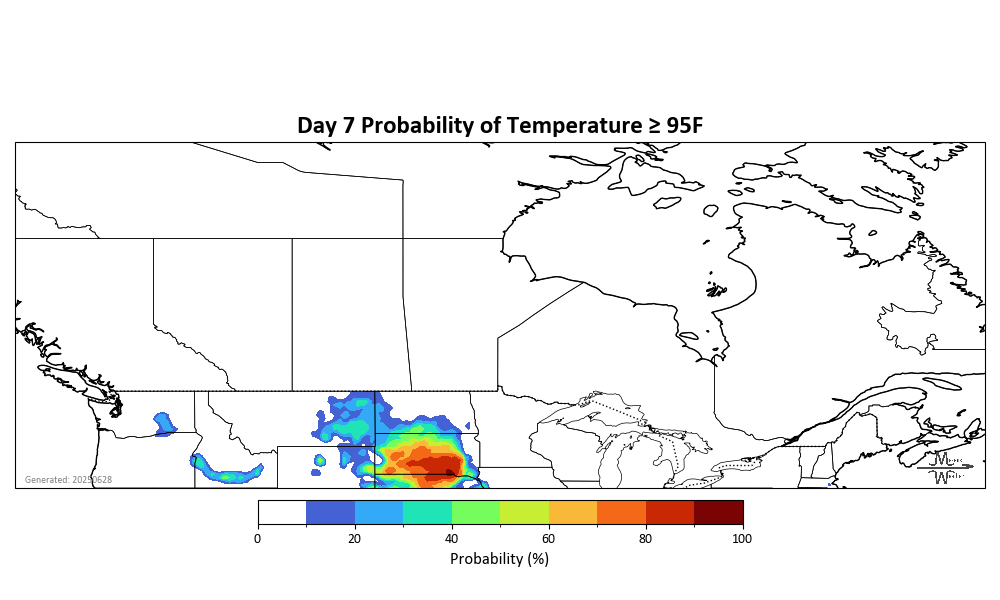 Day 7 Probability of Temperature ≥ 95F
Generated: 20250628
0 20 40 60 80 100
Probability (%)